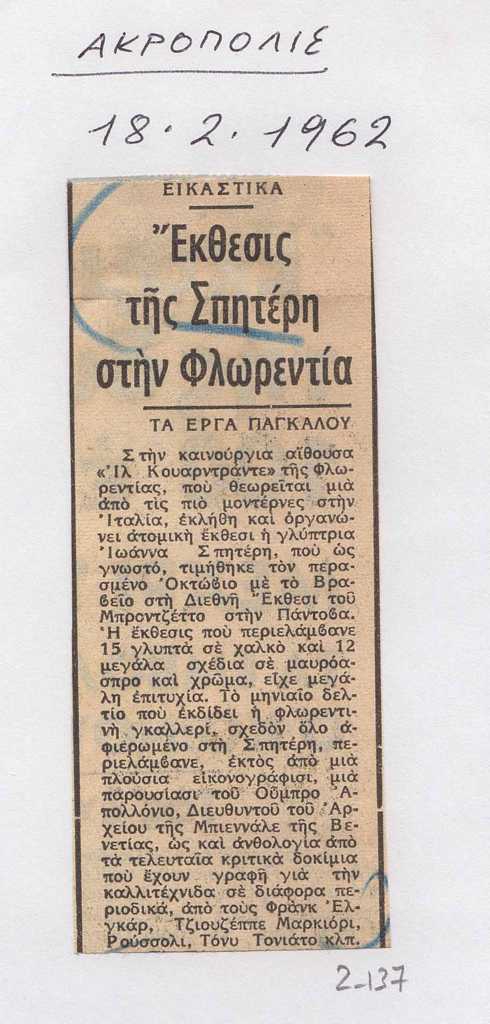 ΑΚΡΟΠΟΛΙΣ
18.2.1962
ΕΙΚΑΣΤΙΚΑ
Ἔκθεσις
τῆς Σπητέρη
στὴν Φλωρεντία
ΤΑ ΕΡΓΑ ΠΑΓΚΑΛΟΥ
Στὴν καινούργια αἴθουσα
«Ἰλ Κουαρντράντε» τῆς Φλω-
ρεντίας, ποὺ θεωρεῖται μιὰ
ἀπὸ τὶς πιὸ μοντέρνες στὴν
Ἰταλία, ἐκλήθη καὶ ὀργανώ-
νει ἀτομικὴ ἔκθεσι ἡ γλύπτρια
Ἰωάννα Σπητέρη, ποὺ ὡς
γνωστό, τιμήθηκε τὸν περα-
σμένο Ὀκτώβιο μὲ τὸ Βρα-
βεῖο στὴ Διεθνῆ Ἔκθεσι τοῦ
Μπροντζέττο στὴν Πάντοβα.
Ἡ ἔκθεσις ποὺ περιελάμβανε
15 γλυπτὰ σὲ χαλκὸ καὶ 12
μεγάλα σχέδια σὲ μαυρόα-
σπρο καὶ χρῶμα, εἶχε μεγά-
λη ἐπιτυχία. Τὸ μηνιαῖο δελ-
τίο ποὺ ἐκδίδει ἡ φλωρεντι-
νὴ γκαλλερί, σχεδὸν ὅλο ἀ-
φιερωμένο στὴ Σπητέρη, πε-
ριελάμβανε, ἐκτὸς ἀπὸ μιὰ
πλούσια εἰκονογράφισι, μιὰ
παρουσίασι τοῦ Οὔμπρο Ἀ-
πολλόνιο, Διευθυντοῦ τοῦ Ἀρ-
χείου τῆς Μπιεννάλε τῆς Βε-
νετίας, ὡς καὶ ἀνθολογία ἀπὸ
τὰ τελευταῖα κριτικὰ δοκίμια
ποὺ ἔχουν γραφῆ γιὰ τὴν
καλλιτέχνιδα σὲ διάφορα πε-
ριοδικά, ἀπὸ τοὺς Φρὰνκ Ἐλ-
γκάρ, Τζιουζέππε Μαρκιόρι,
Ρούσσολι, Τόνυ Τονιάτο κλπ.
2-137